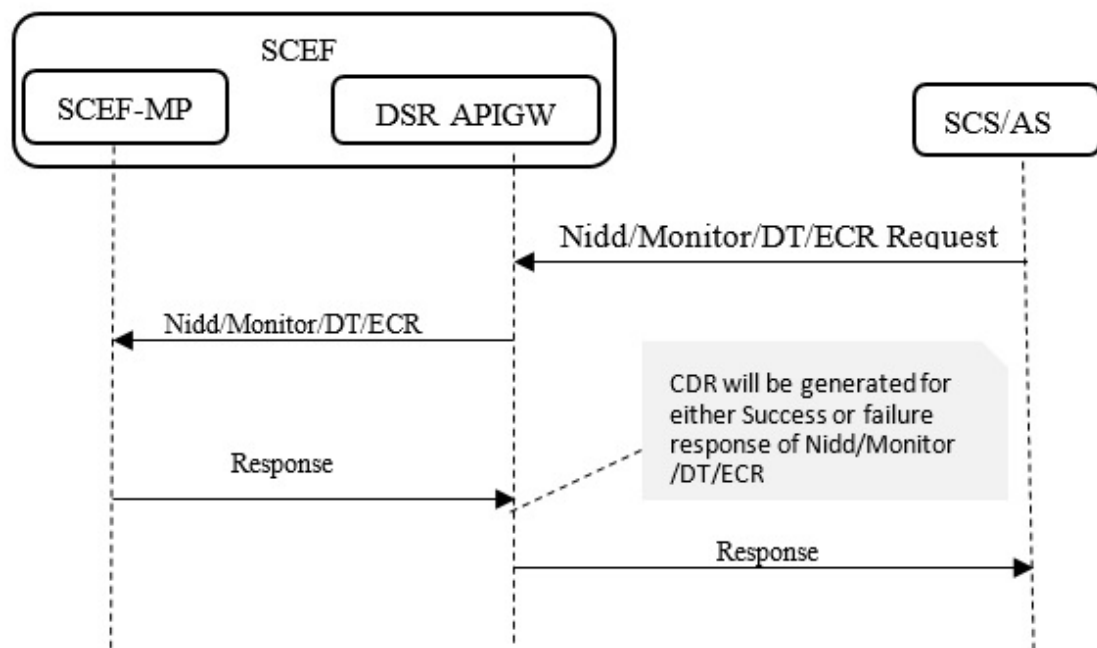 SCEF
SCEF-MP
DSR APIGW
SCS/AS
Nidd/Monitor/DT/ECR Request
Nidd/Monitor/DT/ECR
CDR will be generated for
either Success or failure
response of Nidd/Monitor
/DT/ECR
Response
Response